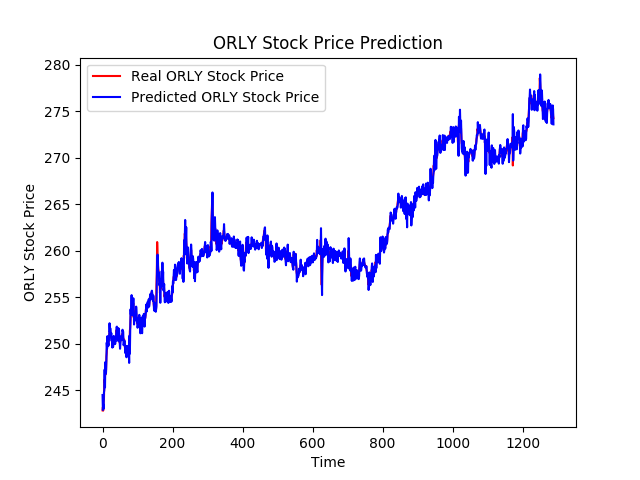 ORLY Stock Price Prediction
Real ORLY Stock Price
Predicted ORLY Stock Price
ORLY Stock Price
280
275
270
265
260
255
250
245
0 200 400 600 800 1000 1200
Time